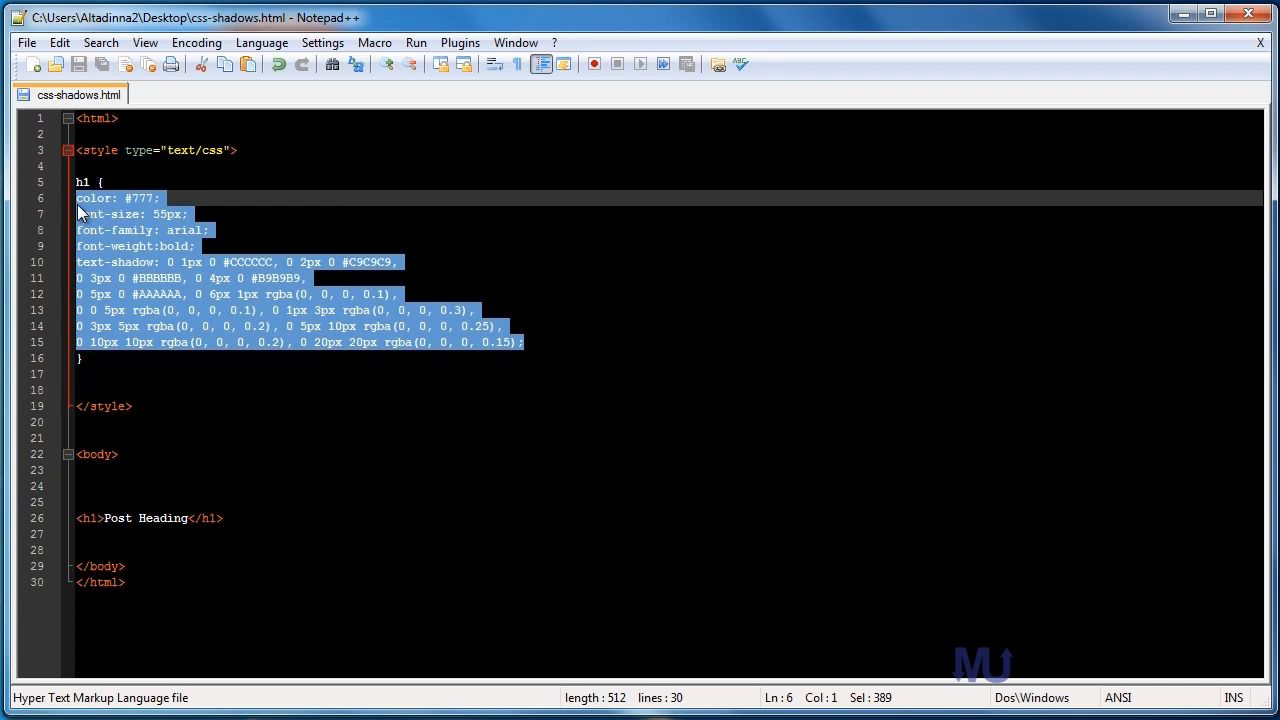 C:\Users\Altadinna2\Desktop\css-shadows.html - Notepad++
File Edit Search View Encoding Language Settings Macro Run Plugins Window ? X
css-shadows.html
1 <html>
2
3 <style type="text/css">
4
5 h1 {
6 color: #777;
7 font-size: 55px;
8 font-family: arial;
9 font-weight:bold;
10 text-shadow: 0 1px 0 #CCCCCC, 0 2px 0 #C9C9C9,
11 0 3px 0 #BBBBBB, 0 4px 0 #B9B9B9,
12 0 5px 0 #AAAAAA, 0 6px 1px rgba(0, 0, 0, 0.1),
13 0 0 5px rgba(0, 0, 0, 0.1), 0 1px 3px rgba(0, 0, 0, 0.3),
14 0 3px 5px rgba(0, 0, 0, 0.2), 0 5px 10px rgba(0, 0, 0, 0.25),
15 0 10px 10px rgba(0, 0, 0, 0.2), 0 20px 20px rgba(0, 0, 0, 0.15);
16 }
17
18
19 </style>
20
21
22 <body>
23
24
25
26 <h1>Post Heading</h1>
27
28
29 </body>
30 </html>
MU
Hyper Text Markup Language file length : 512 lines : 30 Ln : 6 Col : 1 Sel : 389 Dos\Windows ANSI INS